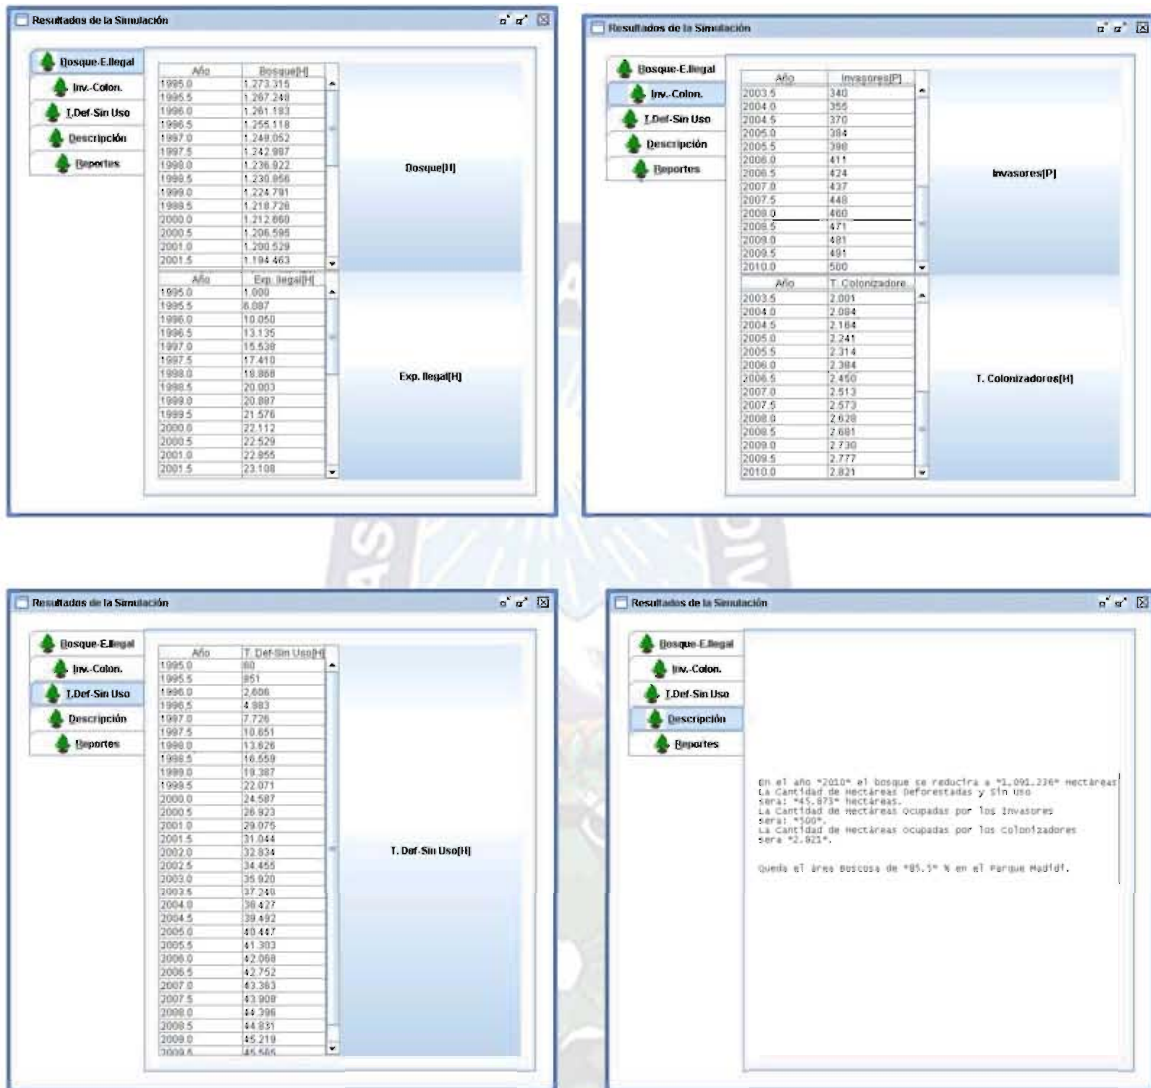 Resultados de la Simulación
Bosque-E.Ilegal
Inv.-Colon.
T.Def-Sin Uso
Descripción
Reportes
Año Bosque[H]
1995.0 1.273.315
1995.5 1.267.248
1996.0 1.261.183
1996.5 1.255.118
1997.0 1.249.052
1997.5 1.242.987
1998.0 1.236.922
1998.5 1.230.856
1999.0 1.224.791
1999.5 1.218.726
2000.0 1.212.660
2000.5 1.206.595
2001.0 1.200.529
2001.5 1.194.463
Bosque[H]
Año Exp. Ilegal[H]
1995.0 1.000
1995.5 6.087
1996.0 10.050
1996.5 13.135
1997.0 15.538
1997.5 17.410
1998.0 18.868
1998.5 20.003
1999.0 20.887
1999.5 21.576
2000.0 22.112
2000.5 22.529
2001.0 22.855
2001.5 23.108
Exp. Ilegal[H]
Resultados de la Simulación
Bosque-E.Ilegal
Inv.-Colon.
T.Def-Sin Uso
Descripción
Reportes
Año Invasores[P]
2003.5 340
2004.0 355
2004.5 370
2005.0 384
2005.5 398
2006.0 411
2006.5 424
2007.0 437
2007.5 448
2008.0 460
2008.5 471
2009.0 481
2009.5 491
2010.0 500
Invasores[P]
Año T. Colonizadore...
2003.5 2.001
2004.0 2.084
2004.5 2.164
2005.0 2.241
2005.5 2.314
2006.0 2.384
2006.5 2.450
2007.0 2.513
2007.5 2.573
2008.0 2.628
2008.5 2.681
2009.0 2.730
2009.5 2.777
2010.0 2.821
T. Colonizadores[H]
Resultados de la Simulación
Bosque-E.Ilegal
Inv.-Colon.
T.Def-Sin Uso
Descripción
Reportes
Año T. Def-Sin Uso[H]
1995.0 60
1995.5 851
1996.0 2.606
1996.5 4.983
1997.0 7.726
1997.5 10.651
1998.0 13.626
1998.5 16.559
1999.0 19.387
1999.5 22.071
2000.0 24.587
2000.5 26.923
2001.0 29.075
2001.5 31.044
2002.0 32.834
2002.5 34.455
2003.0 35.920
2003.5 37.240
2004.0 38.427
2004.5 39.492
2005.0 40.447
2005.5 41.303
2006.0 42.068
2006.5 42.752
2007.0 43.363
2007.5 43.908
2008.0 44.396
2008.5 44.831
2009.0 45.219
2009.5 45.565
T. Def-Sin Uso[H]
Resultados de la Simulación
Bosque-E.Ilegal
Inv.-Colon.
T.Def-Sin Uso
Descripción
Reportes
En el año *2010* el bosque se reducira a *1.091.236* Hectáreas
La Cantidad de Hectáreas Deforestadas y Sin Uso
sera: *45.873* Hectáreas.
La Cantidad de Hectáreas Ocupadas por los Invasores
sera: *500*.
La Cantidad de Hectáreas Ocupadas por los Colonizadores
sera *2.821*.
Queda el área Boscosa de *85.5* % en el Parque Madidi.